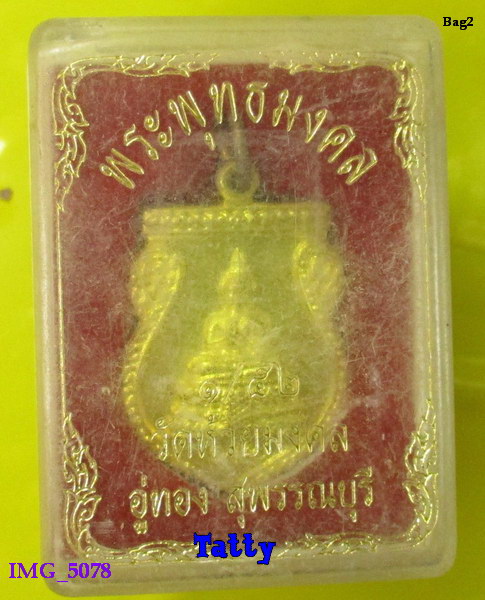 Bag2
พระพุทธมงคล
๑/๕๒
วัดห้วยมงคล
อู่ทอง สุพรรณบุรี
Tatty
IMG_5078